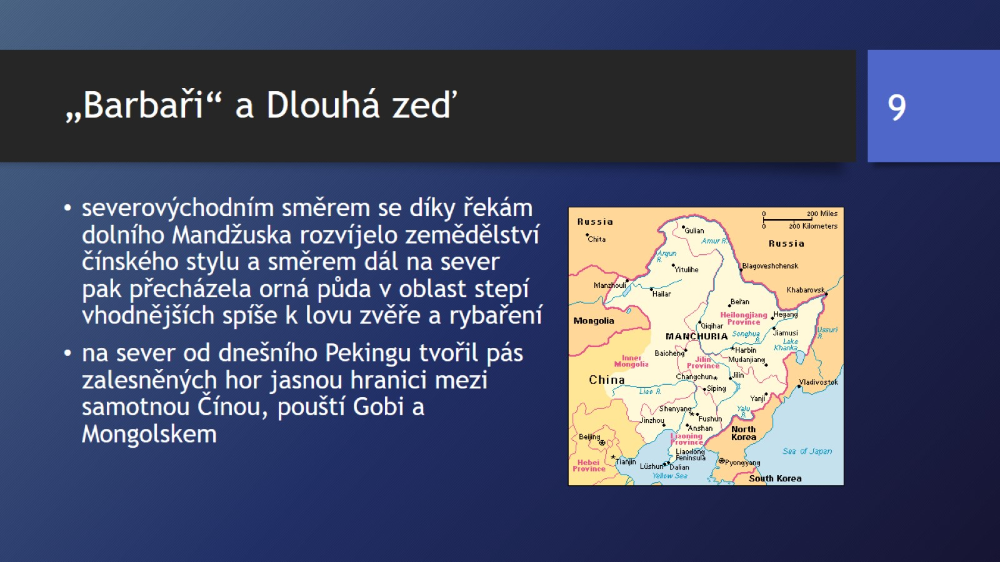 „Barbaři“ a Dlouhá zeď
9
• severovýchodním směrem se díky řekám
dolního Mandžuska rozvíjelo zemědělství
čínského stylu a směrem dál na sever
pak přecházela orná půda v oblast stepí
vhodnějších spíše k lovu zvěře a rybaření
• na sever od dnešního Pekingu tvořil pás
zalesněných hor jasnou hranici mezi
samotnou Čínou, pouští Gobi a
Mongolskem
0 200 Miles
0 200 Kilometers
Russia
Chita
Gulian
Amur R.
Russia
Argun
R.
Yitulihe
Blagoveshchensk
Manzhouli
Hailar
Khabarovsk
Bei'an
Heilongjiang
Province
Hegang
Mongolia
Qiqihar
Jiamusi
Ussuri
R.
MANCHURIA
Songhua
R.
Lake
Khanka
Harbin
Baicheng
Mudanjiang
Inner
Mongolia
Jilin
Province
China
Changchun
Jilin
Vladivostok
Siping
Liao R.
Yanji
Yalu
R.
Shenyang
Fushun
Jinzhou
Anshan
North
Korea
Beijing
Liaoning
Province
Liaodong
Peninsula
Sea of Japan
Hebei
Province
Tianjin
Lüshun
Dalian
Pyongyang
Yellow Sea
South Korea